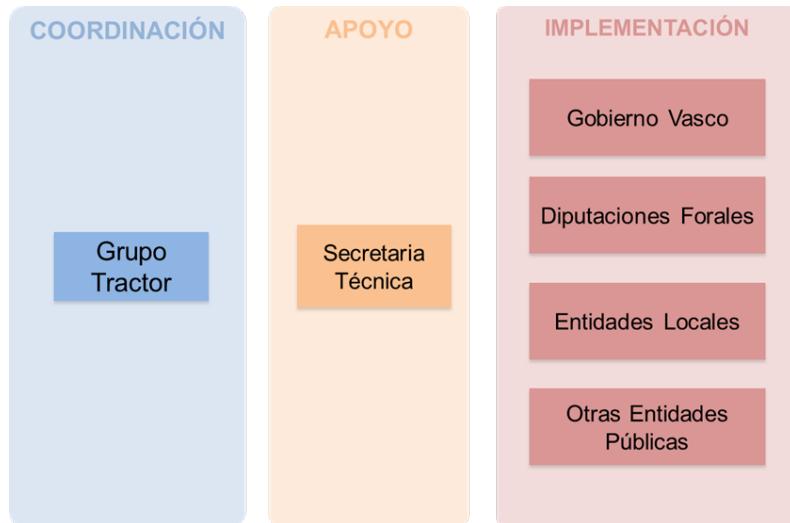 COORDINACIÓN
Grupo
Tractor
APOYO
Secretaria
Técnica
IMPLEMENTACIÓN
Gobierno Vasco
Diputaciones Forales
Entidades Locales
Otras Entidades
Públicas